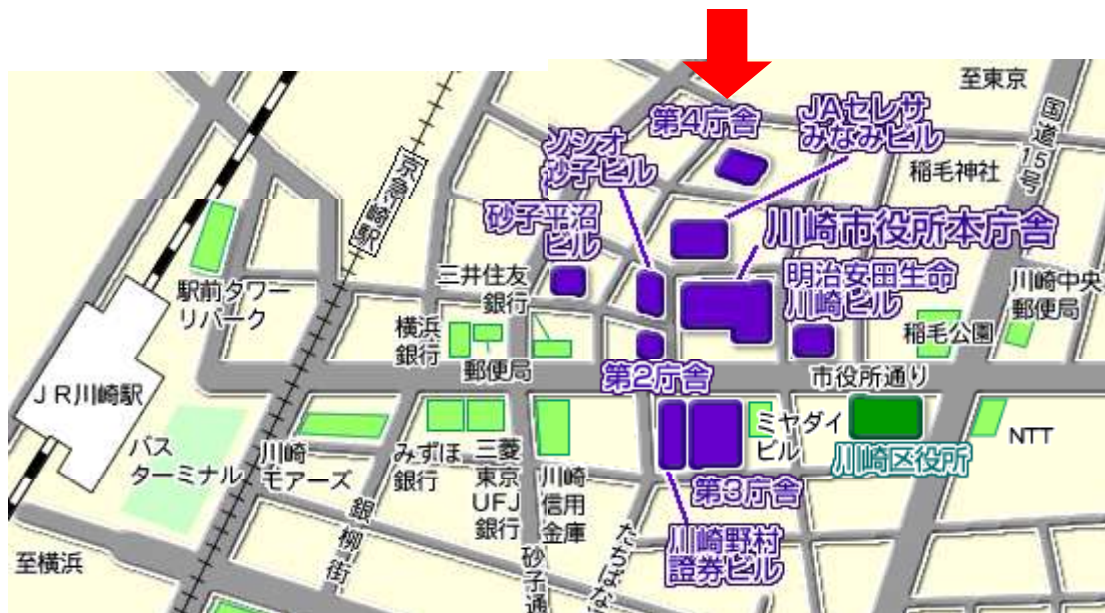 至東京
国道15号
第4庁舎
JAセレサ
みなみビル
ソシオ
砂子ビル
稲毛神社
京急
崎駅
砂子平沼
ビル
川崎市役所本庁舎
三井住友
銀行
明治安田生命
川崎ビル
川崎中央
郵便局
駅前タワー
リパーク
横浜
銀行
稲毛公園
郵便局
第2庁舎
市役所通り
JR川崎駅
バス
ターミナル
川崎
モアーズ
みずほ
銀行
三菱
東京
UFJ
銀行
川崎
信用
金庫
ミヤダイ
ビル
川崎区役所
NTT
第3庁舎
川崎野村
證券ビル
至横浜
銀柳街
砂子通
たちばな